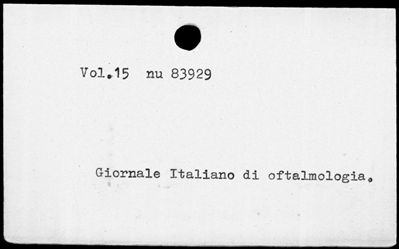 Vol.15 nu 83929
Giornale Italiano di oftalmologia.